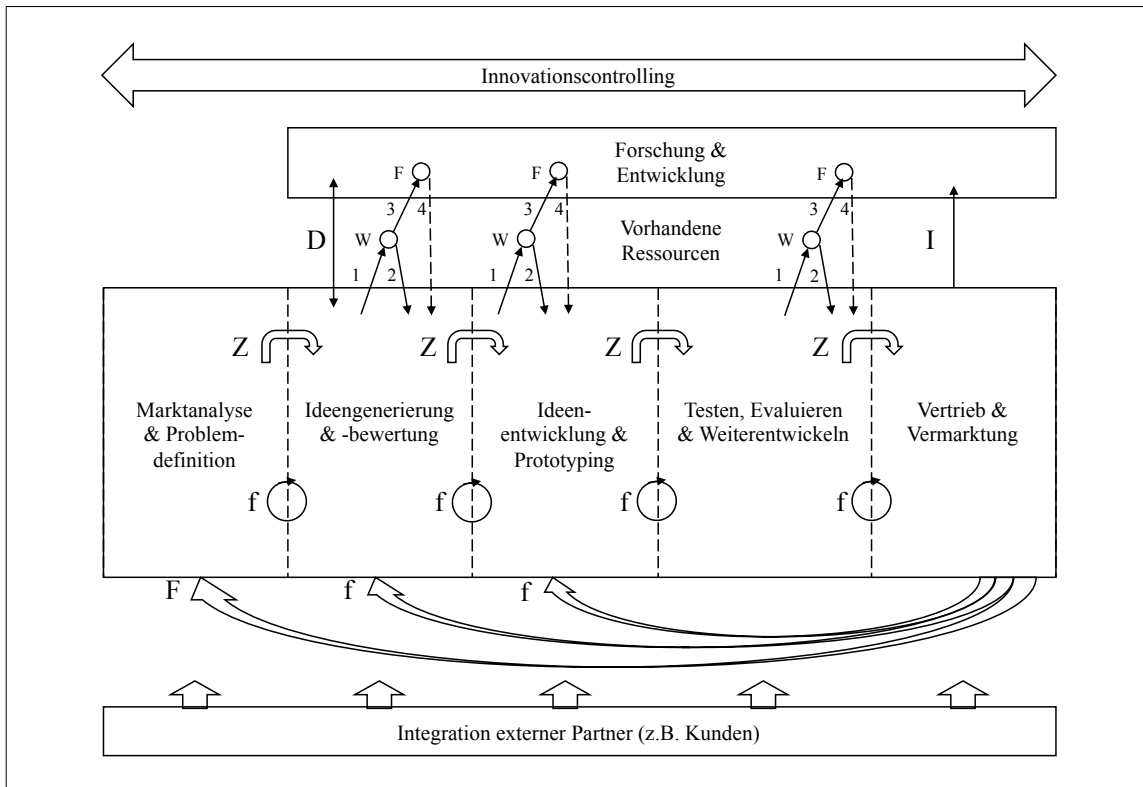 Innovationscontrolling
Forschung &
Entwicklung
F
F
F
3
4
3
4
3
4
D
W
W
Vorhandene
Ressourcen
W
I
1
2
1
2
1
2
Z
Z
Z
Z
Marktanalyse
& Problem-
definition
Ideengenerierung
& -bewertung
Ideen-
entwicklung &
Prototyping
Testen, Evaluieren
& Weiterentwickeln
Vertrieb &
Vermarktung
f
f
f
f
F
f
f
Integration externer Partner (z.B. Kunden)